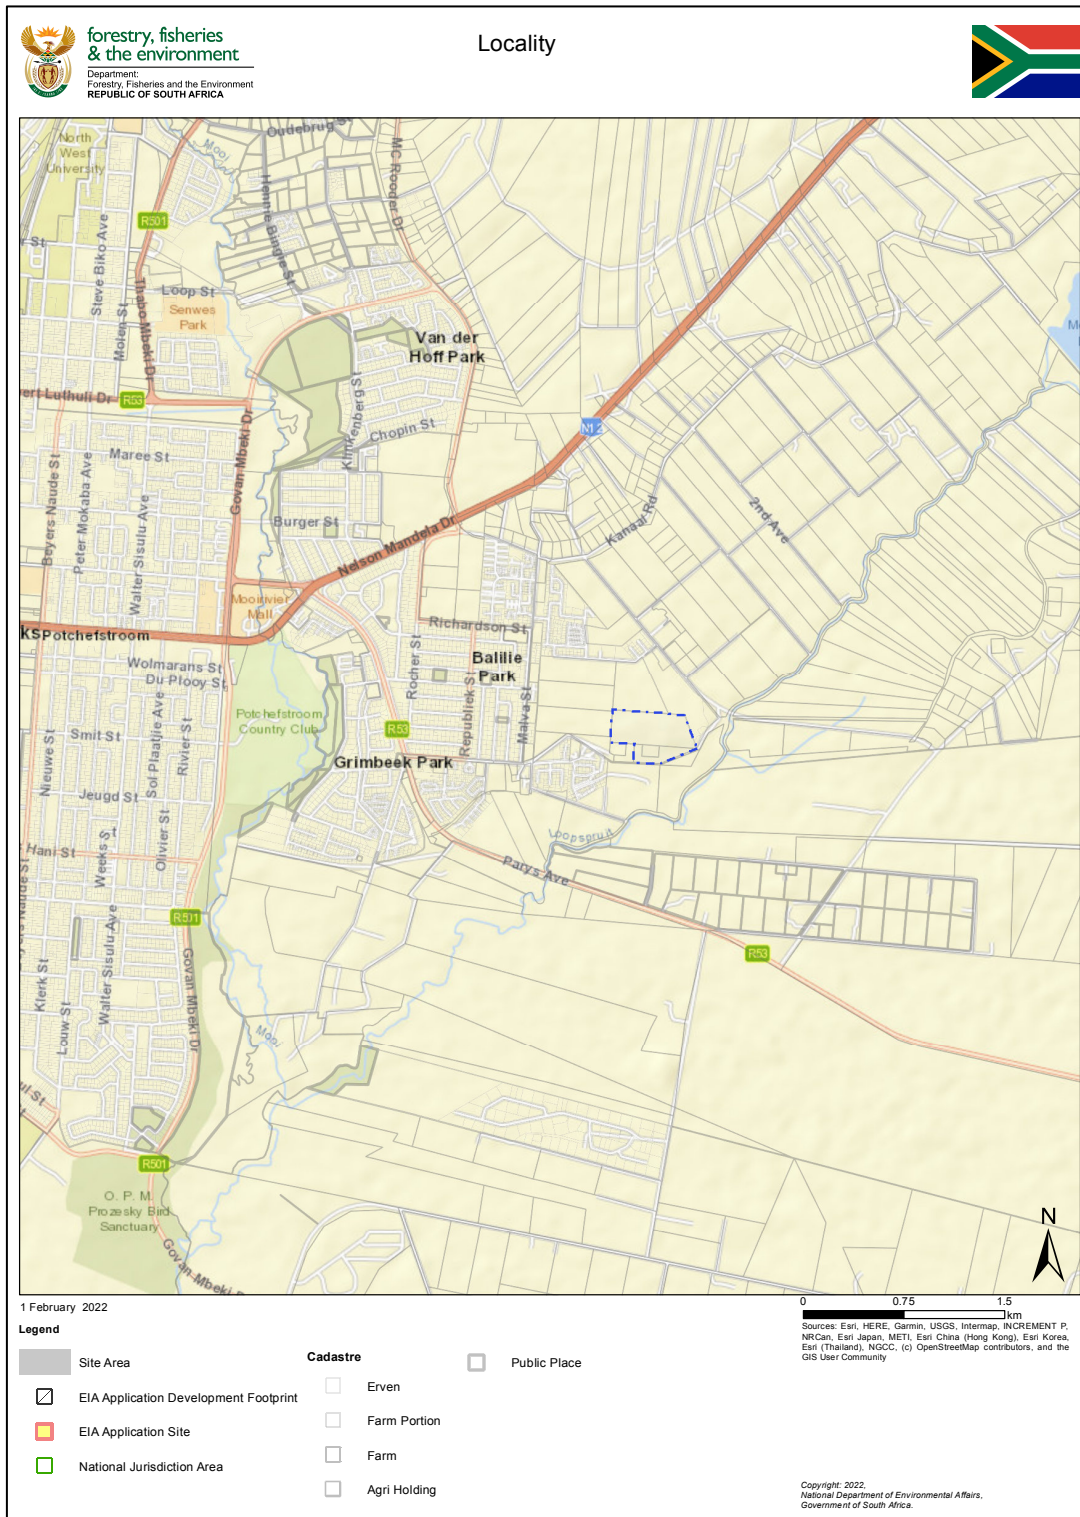 forestry, fisheries
& the environment
Department:
Forestry, Fisheries and the Environment
REPUBLIC OF SOUTH AFRICA
Locality
North
West
University
Mooi
Oudebrug St
Mc Rooder Dr
R501
Steve Biko Ave
St
Loop St
Senwes
Park
Molen St
Thabo Mbeki Dr
Van der
Hoff Park
ert Luthuli Dr
R53
Klinkenberg St
N12
Chopin St
Maree St
Govan Mbeki Dr
Beyers Naude St
Peter Mokaba Ave
Walter Sisulu Ave
Burger St
Kanaal Rd
2nd Ave
Nelson Mandela Dr
Mooirivier
Mall
Richardson St
KS Potchefstroom
Wolmarans St
Du Plooy St
Rocher St
Balilie
Park
Republiek St
Malva St
Potchefstroom
Country Club
R53
Smit St
Nieuwe St
Sol Plaatjie Ave
Rivier St
Grimbeek Park
Jeugd St
Loopspruit
Hani St
Weeks St
Olivier St
Parys Ave
R501
Walter Sisulu Ave
Govan Mbeki Dr
R53
Klerk St
Louw St
Mooi
ul St
R501
O. P. M.
Prozesky Bird
Sanctuary
Govan Mbeki
N
1 February 2022
0 0.75 1.5
km
Sources: Esri, HERE, Garmin, USGS, Intermap, INCREMENT P,
NRCan, Esri Japan, METI, Esri China (Hong Kong), Esri Korea,
Esri (Thailand), NGCC, (c) OpenStreetMap contributors, and the
GIS User Community
Legend
Site Area
EIA Application Development Footprint
EIA Application Site
National Jurisdiction Area
Cadastre
Erven
Farm Portion
Farm
Agri Holding
Public Place
Copyright: 2022,
National Department of Environmental Affairs,
Government of South Africa.